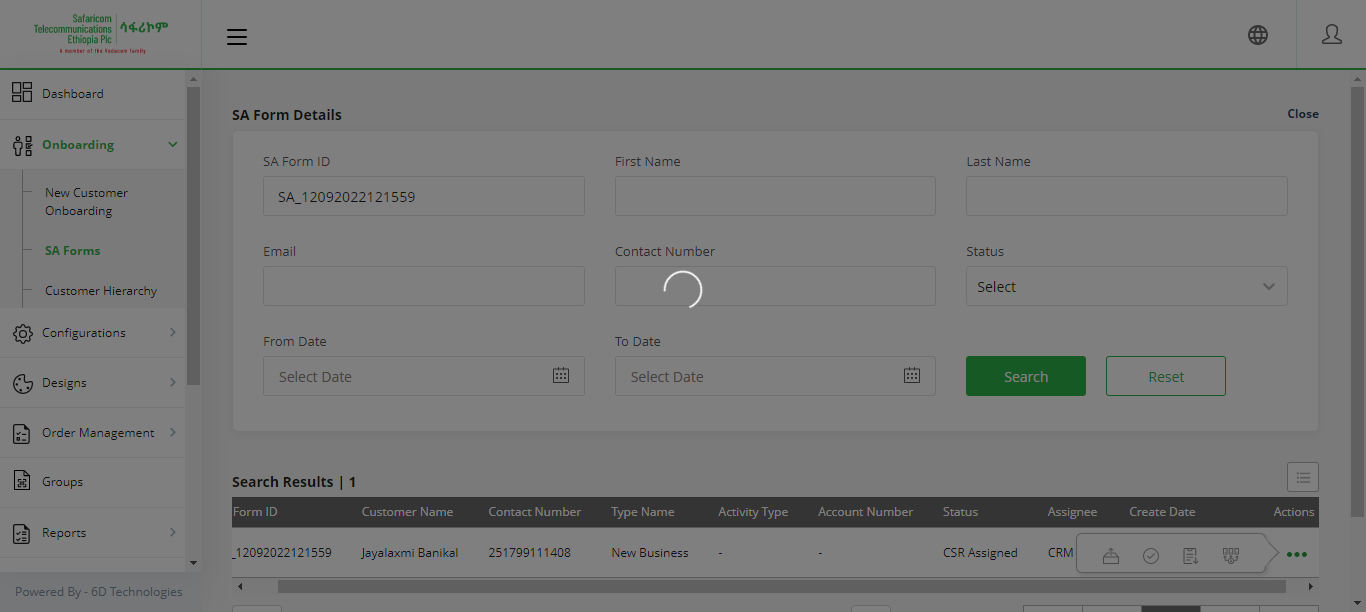 Safaricom
Telecommunications
Ethiopia Plc
ሳፋሪኮም
A member of the Vodacom family
Dashboard
Onboarding
New Customer
Onboarding
SA Forms
Customer Hierarchy
Configurations
Designs
Order Management
Groups
Reports
Powered By - 6D Technologies
SA Form Details
Close
SA Form ID
First Name
Last Name
SA_12092022121559
Email
Contact Number
Status
Select
From Date
To Date
Select Date
Select Date
Search
Reset
Search Results | 1
Form ID Customer Name Contact Number Type Name Activity Type Account Number Status Assignee Create Date Actions
_12092022121559 Jayalaxmi Banikal 251799111408 New Business - - CSR Assigned CRM